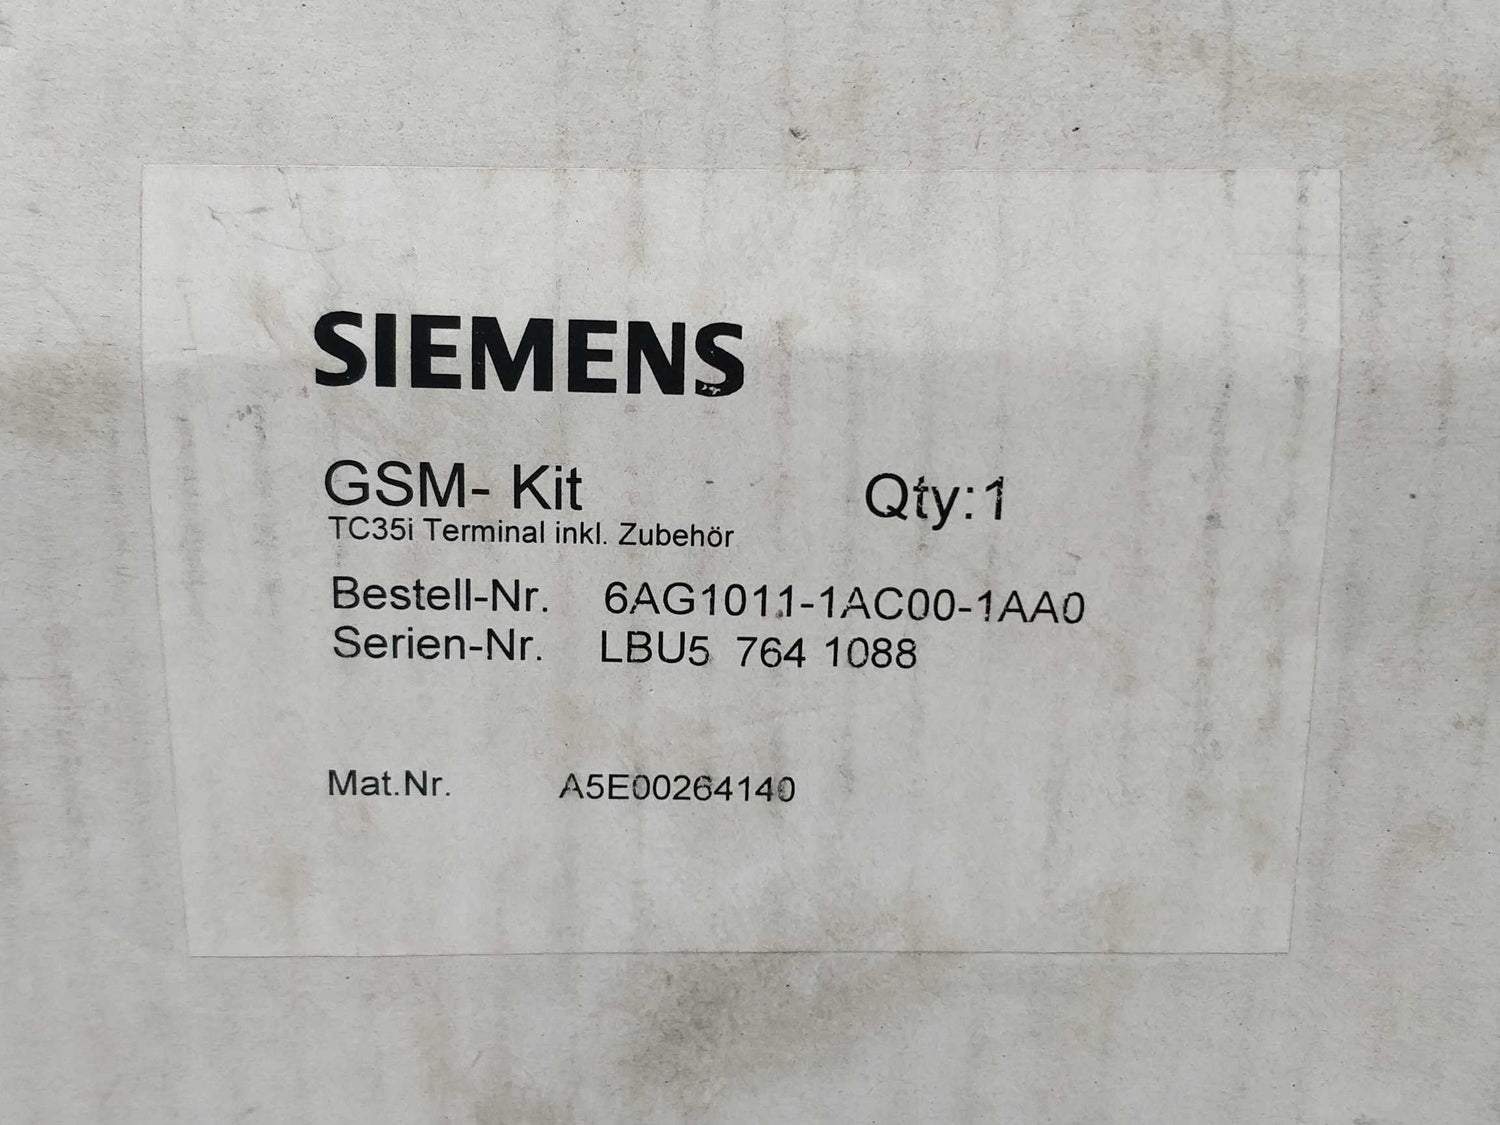 SIEMENS
GSM- Kit Qty:1
TC35i Terminal inkl. Zubehör
Bestell-Nr. 6AG1011-1AC00-1AA0
Serien-Nr. LBU5 764 1088
Mat.Nr. A5E00264140